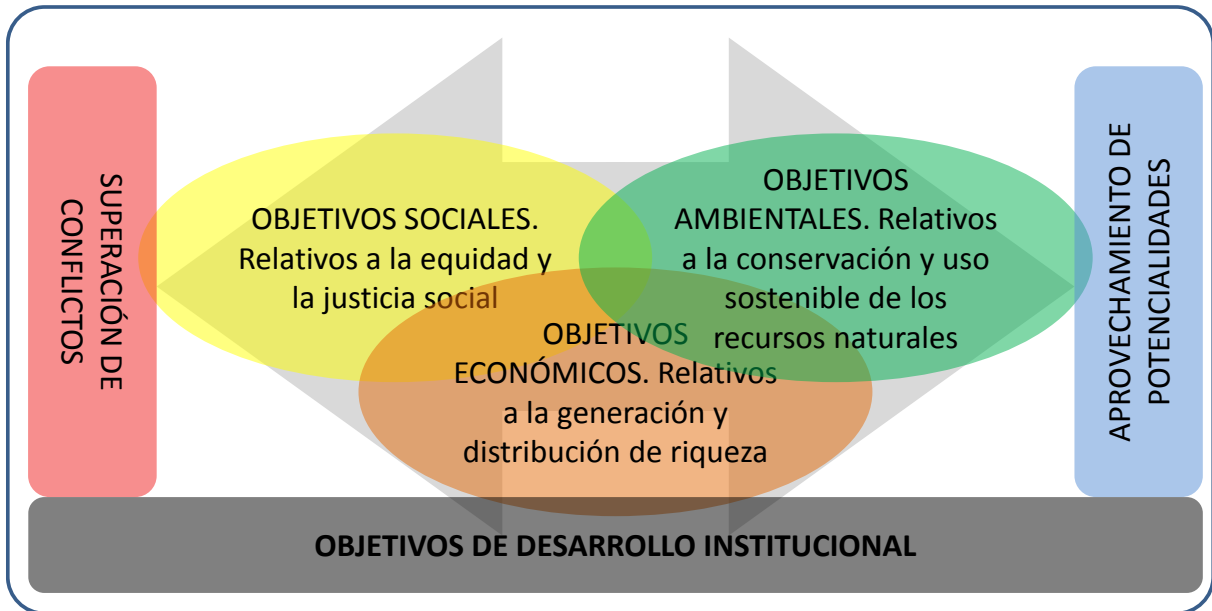 SUPERACIÓN DE
CONFLICTOS
OBJETIVOS SOCIALES.
Relativos a la equidad y
la justicia social
OBJETIVOS
AMBIENTALES. Relativos
a la conservación y uso
sostenible de los
recursos naturales
OBJETIVOS
ECONÓMICOS. Relativos
a la generación y
distribución de riqueza
APROVECHAMIENTO DE
POTENCIALIDADES
OBJETIVOS DE DESARROLLO INSTITUCIONAL